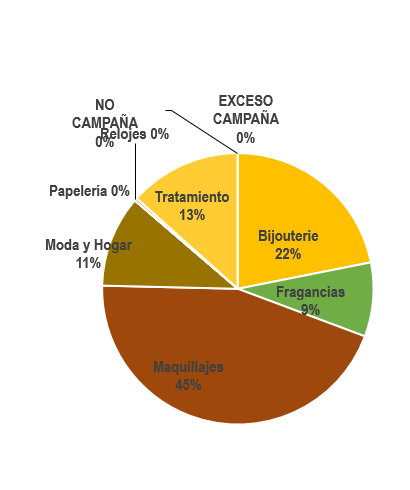 EXCESO
CAMPAÑA
0%
NO
CAMPAÑA
0%
Relojes 0%
Papelería 0%
Tratamiento
13%
Bijouterie
22%
Moda y Hogar
11%
Fragancias
9%
Maquillajes
45%